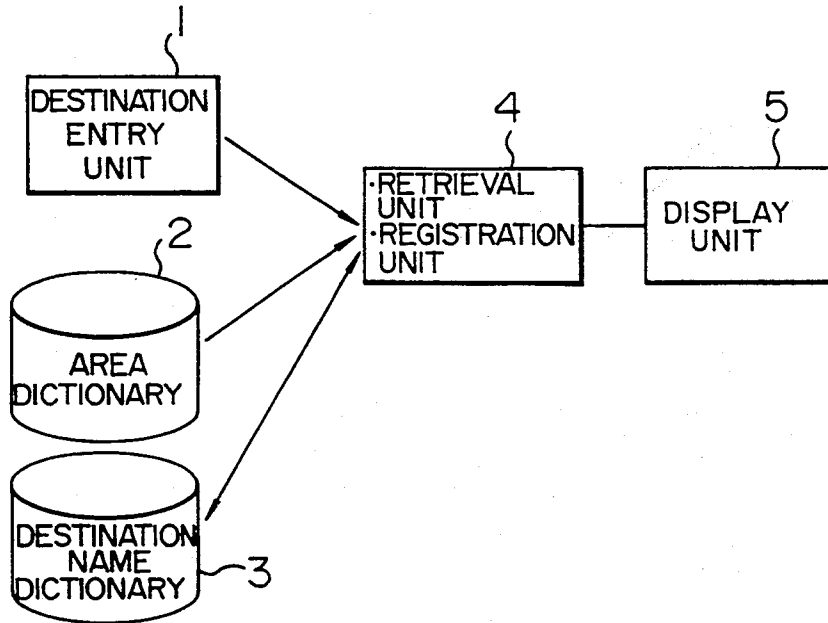 1
DESTINATION
ENTRY
UNIT
2
AREA
DICTIONARY
DESTINATION
NAME
DICTIONARY
3
4
·RETRIEVAL
UNIT
·REGISTRATION
UNIT
5
DISPLAY
UNIT